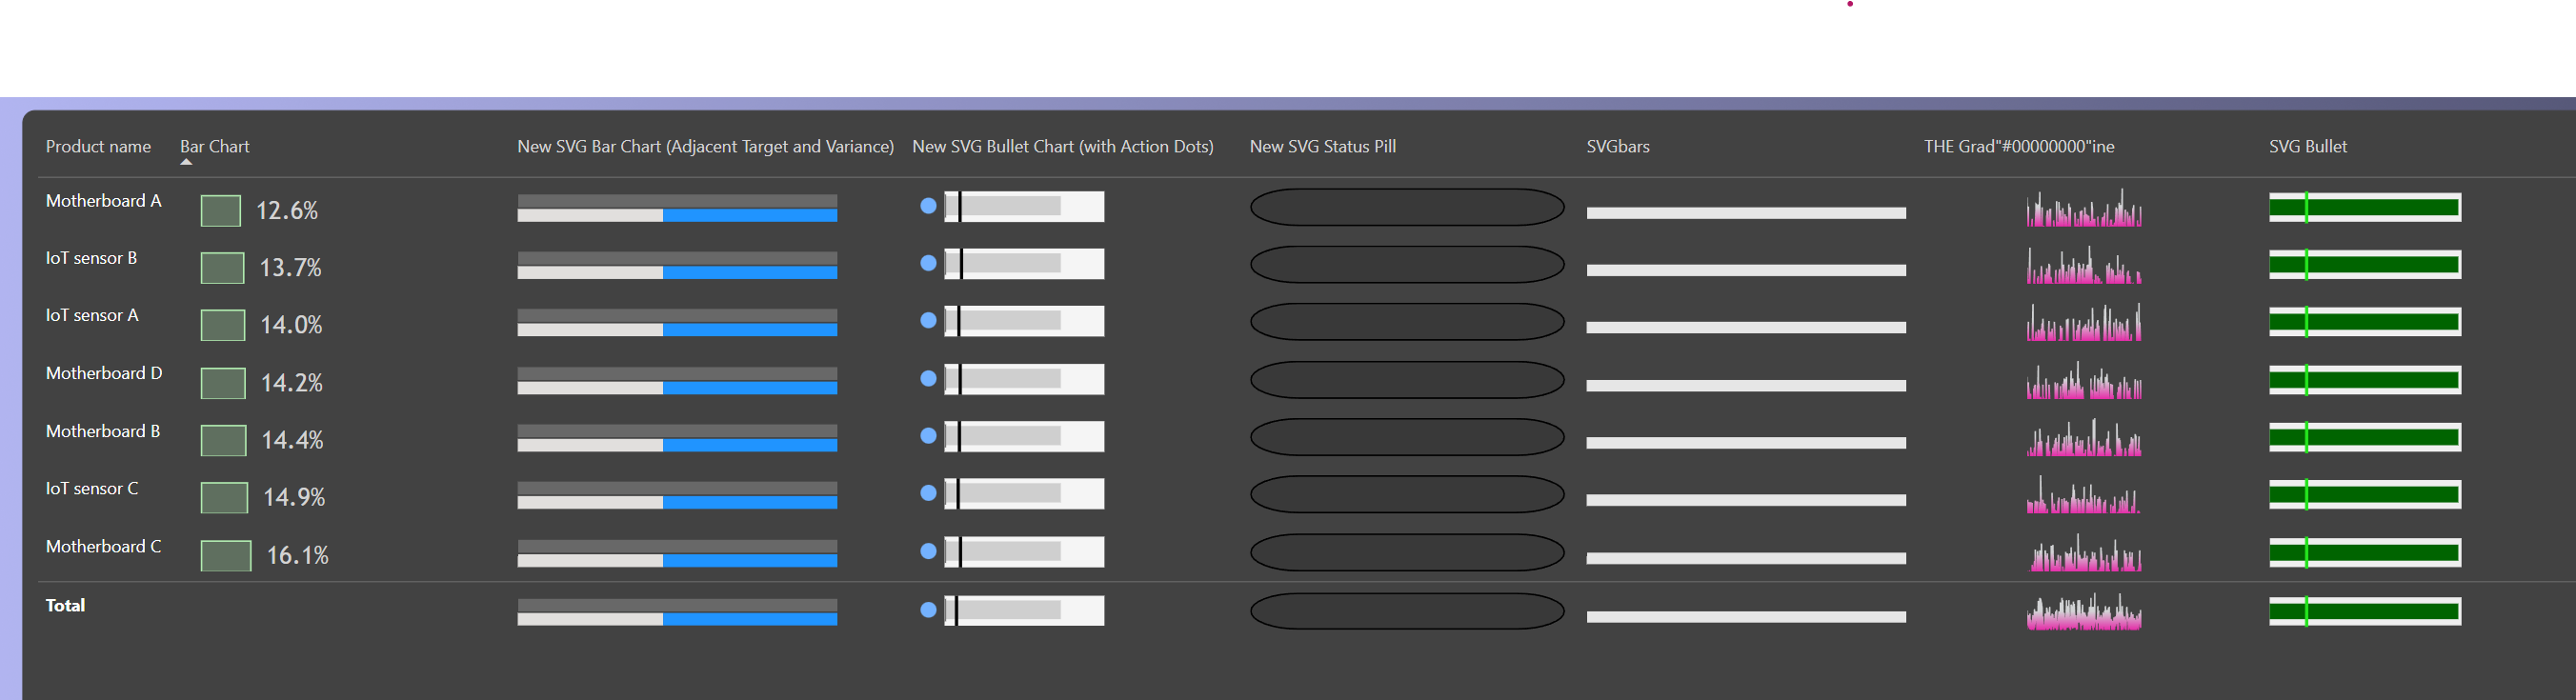 Product name Bar Chart New SVG Bar Chart (Adjacent Target and Variance) New SVG Bullet Chart (with Action Dots) New SVG Status Pill SVGbars THE Grad"#00000000"ine SVG Bullet
Motherboard A 12.6%
IoT sensor B 13.7%
IoT sensor A 14.0%
Motherboard D 14.2%
Motherboard B 14.4%
IoT sensor C 14.9%
Motherboard C 16.1%
Total